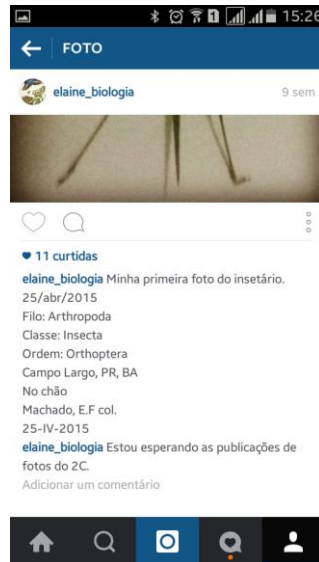 1 15:26
FOTO
elaine_biologia 9 sem
11 curtidas
elaine_biologia Minha primeira foto do insetário.
25/abr/2015
Filo: Arthropoda
Classe: Insecta
Ordem: Orthoptera
Campo Largo, PR, BA
No chão
Machado, E.F col.
25-IV-2015
elaine_biologia Estou esperando as publicações de
fotos do 2C.
Adicionar um comentário